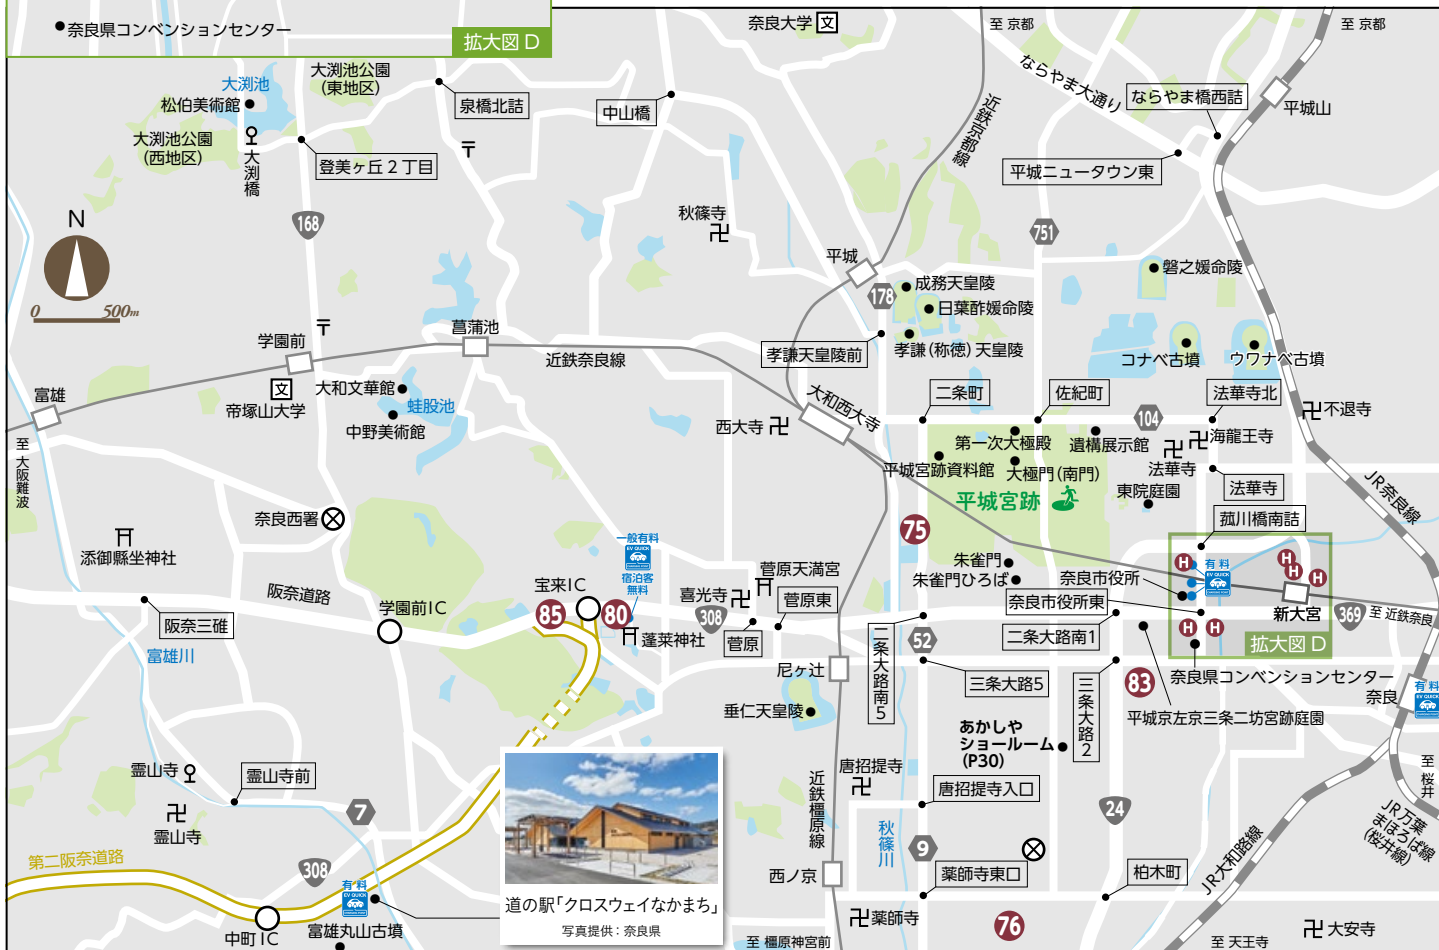 奈良県コンベンションセンター
拡大図 D
奈良大学
文
至 京都
至 京都
大渕池
大渕池公園
(東地区)
松伯美術館
泉橋北詰
中山橋
ならやま大通り
近鉄京都線
ならやま橋西詰
平城山
大渕池公園
(西地区)
大渕橋
登美ヶ丘２丁目
〒
平城ニュータウン東
N
168
0
500m
秋篠寺
751
平城
磐之媛命陵
178
成務天皇陵
日葉酢媛命陵
〒
菖蒲池
学園前
近鉄奈良線
孝謙天皇陵前
孝謙(称徳)天皇陵
コナベ古墳
ウワナベ古墳
文
帝塚山大学
大和文華館
蛙股池
中野美術館
富雄
大和西大寺
二条町
佐紀町
104
法華寺北
不退寺
西大寺
第一次大極殿
遺構展示館
海龍王寺
至 大阪難波
平城宮跡資料館
大極門(南門)
法華寺
法華寺
東院庭園
JR奈良線
平城宮跡
奈良西署
菰川橋南詰
75
添御縣坐神社
一般有料
EV QUICK
宿泊客
無料
朱雀門
朱雀門ひろば
奈良市役所
有料
EV QUICK
H
H
H
H
H
H
阪奈道路
宝来IC
菅原天満宮
喜光寺
菅原東
奈良市役所東
新大宮
369
至 近鉄奈良
学園前IC
85
80
308
阪奈三碓
蓬莱神社
菅原
二条大路南1
拡大図 D
富雄川
二条大路南5
52
尼ヶ辻
三条大路5
三条大路2
83
奈良県コンベンションセンター
有料
EV QUICK
奈良
垂仁天皇陵
平城京左京三条二坊宮跡庭園
あかしや
ショールーム
(P30)
霊山寺
霊山寺前
近鉄橿原線
唐招提寺
唐招提寺入口
至 桜井
7
24
霊山寺
秋篠川
JR万葉
まほろば線
(桜井線)
第二阪奈道路
9
JR大和路線
308
西ノ京
薬師寺東口
柏木町
有料
EV QUICK
道の駅｢クロスウェイなかまち｣
写真提供：奈良県
薬師寺
76
大安寺
中町IC
富雄丸山古墳
至 橿原神宮前
至 天王寺